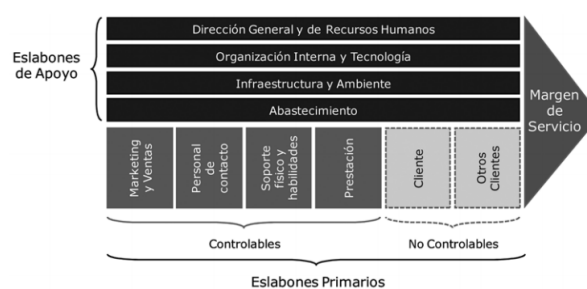 Dirección General y de Recursos Humanos
Eslabones
de Apoyo
Organización Interna y Tecnología
Infraestructura y Ambiente
Abastecimiento
Margen
de
Servicio
Marketing
y Ventas
Personal
de
contacto
Soporte
físico y
habilidades
Prestación
Cliente
Otros
Clientes
Controlables
No Controlables
Eslabones Primarios